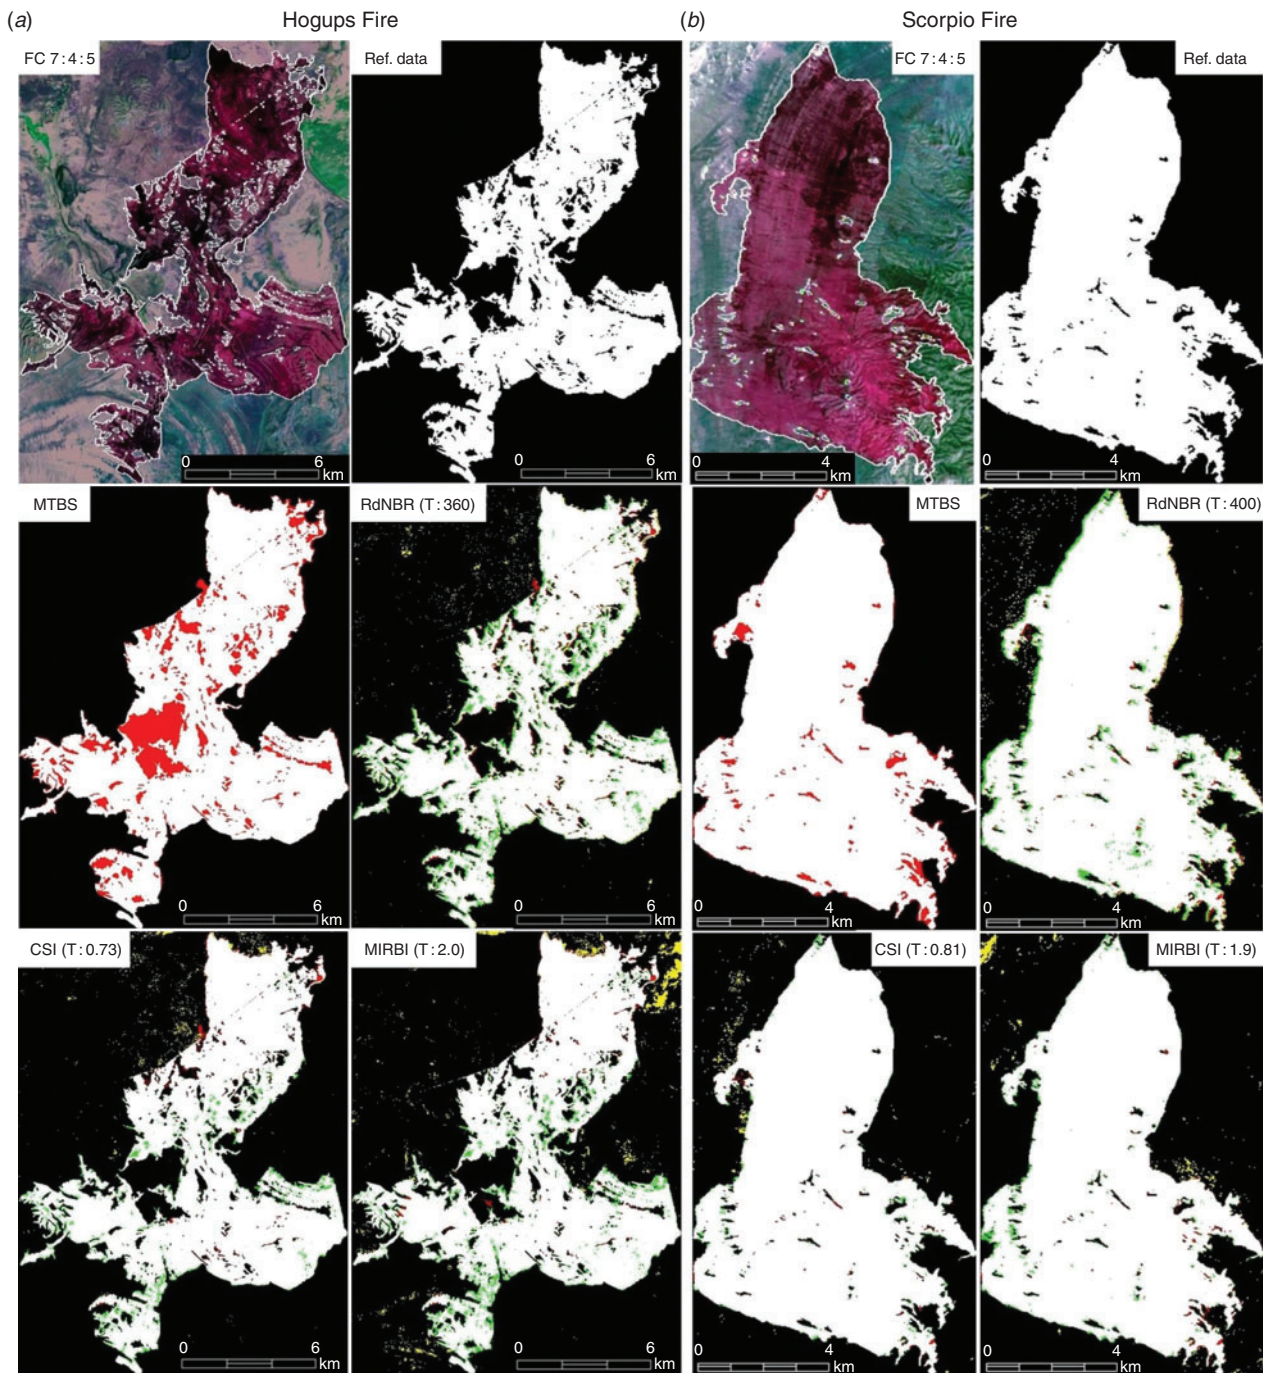 (a) Hogups Fire (b) Scorpio Fire
FC 7:4:5 Ref. data FC 7:4:5 Ref. data
0 6 km 0 6 km 0 4 km 0 4 km
MTBS RdNBR (T:360) MTBS RdNBR (T:400)
0 6 km 0 6 km 0 4 km 0 4 km
CSI (T:0.73) MIRBI (T:2.0) CSI (T:0.81) MIRBI (T:1.9)
0 6 km 0 6 km 0 4 km 0 4 km